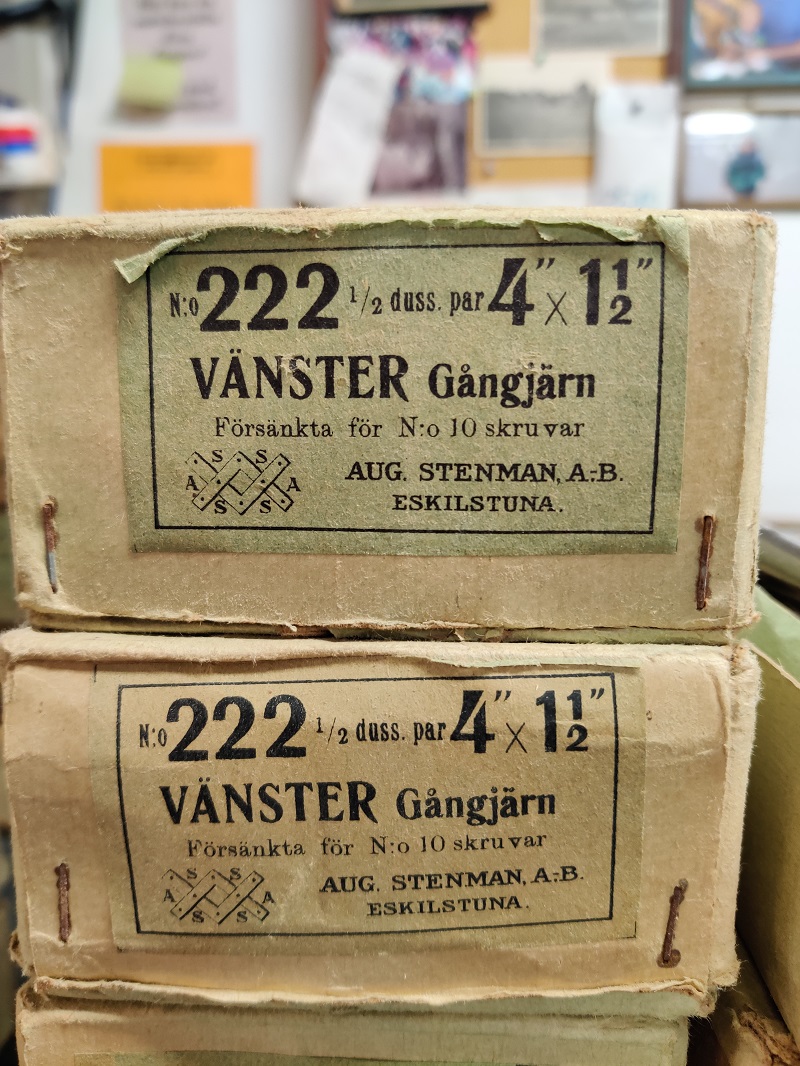 N:o 222 1/2 duss. par 4" x 1 1/2"
VÄNSTER Gångjärn
Försänkta för N:o 10 skruvar
S S
A A
S S
AUG. STENMAN, A.-B.
ESKILSTUNA.
N:o 222 1/2 duss. par 4" x 1 1/2"
VÄNSTER Gångjärn
Försänkta för N:o 10 skruvar
S S
A A
S S
AUG. STENMAN, A.-B.
ESKILSTUNA.